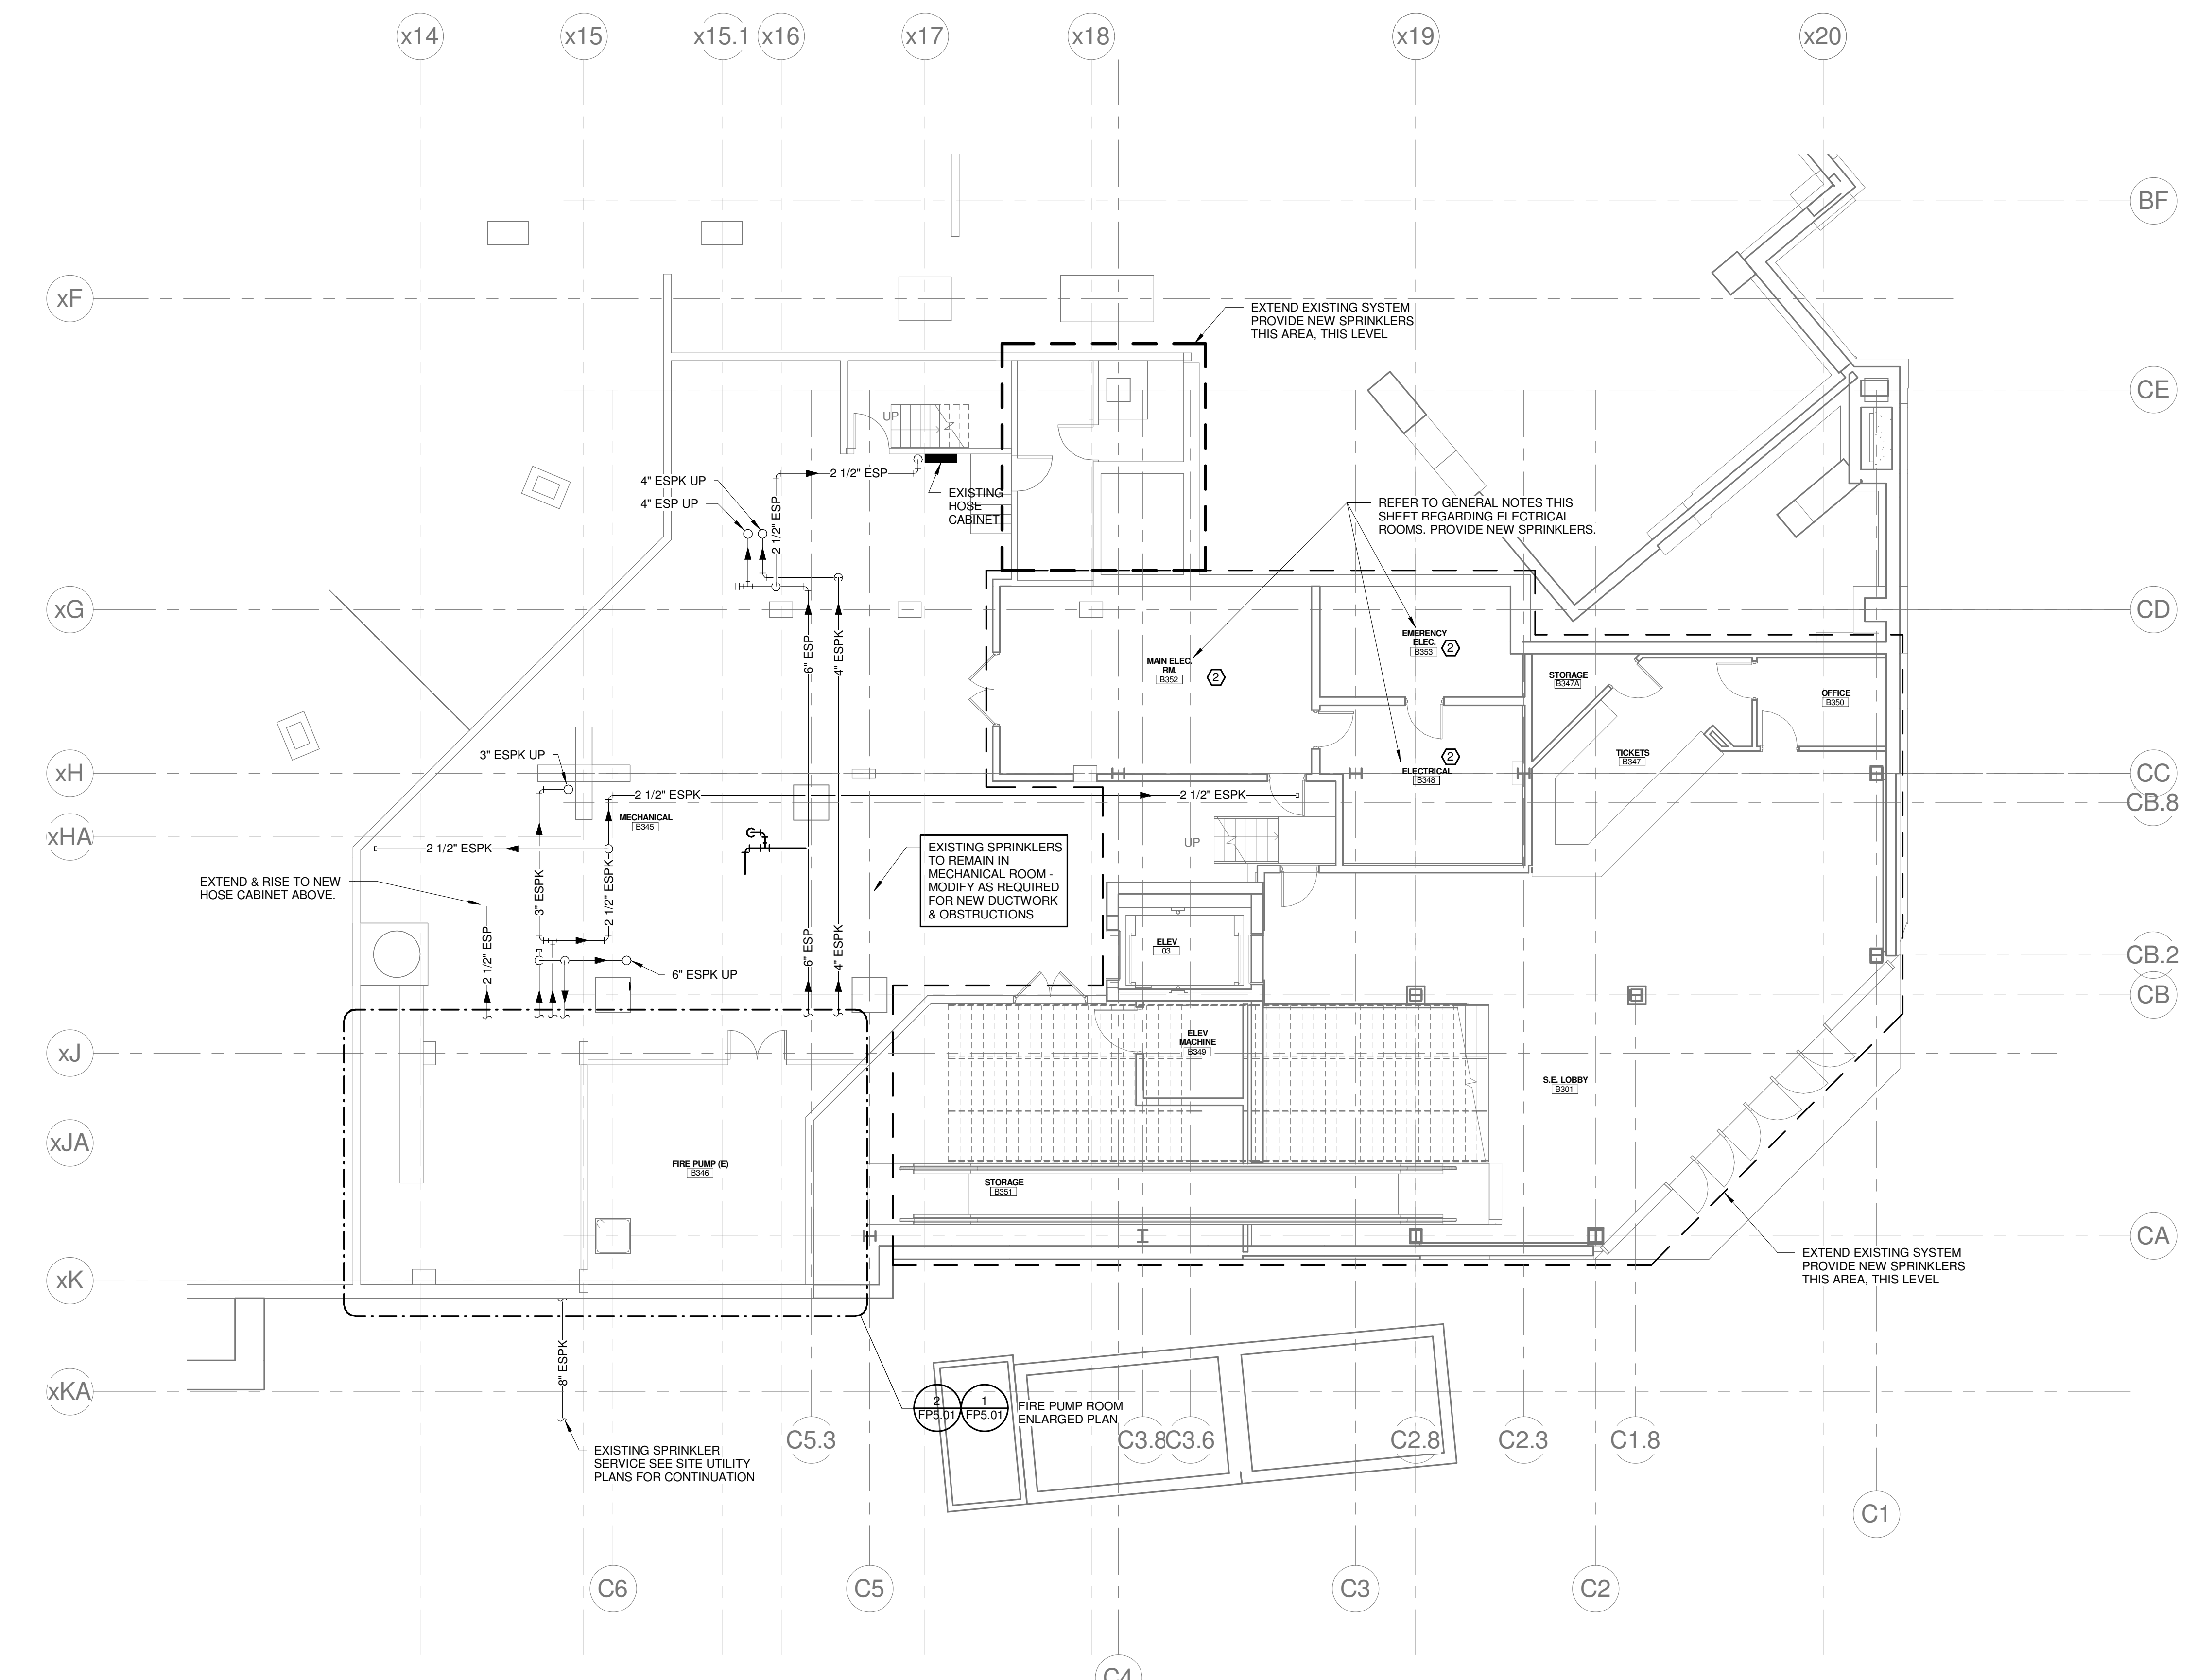 x14
x15
x15.1
x16
x17
x18
x19
x20
BF
xF
EXTEND EXISTING SYSTEM
PROVIDE NEW SPRINKLERS
THIS AREA, THIS LEVEL
CE
UP
4" ESPK UP
4" ESP UP
2 1/2" ESP
2 1/2" ESP
EXISTING
HOSE
CABINET
REFER TO GENERAL NOTES THIS
SHEET REGARDING ELECTRICAL
ROOMS. PROVIDE NEW SPRINKLERS.
xG
CD
6" ESP
4" ESPK
MAIN ELEC.
RM.
B352
2
EMERENCY
ELEC.
B353
2
STORAGE
B347A
OFFICE
B350
TICKETS
B347
3" ESPK UP
xH
2
ELECTRICAL
B348
CC
CB.8
2 1/2" ESPK
2 1/2" ESPK
MECHANICAL
B345
xHA
2 1/2" ESPK
UP
EXISTING SPRINKLERS
TO REMAIN IN
MECHANICAL ROOM -
MODIFY AS REQUIRED
FOR NEW DUCTWORK
& OBSTRUCTIONS
EXTEND & RISE TO NEW
HOSE CABINET ABOVE.
3" ESPK
2 1/2" ESPK
2 1/2" ESP
6" ESP
4" ESPK
ELEV
03
CB.2
6" ESPK UP
CB
xJ
ELEV
MACHINE
B349
S.E. LOBBY
B301
xJA
FIRE PUMP (E)
B346
STORAGE
B351
CA
EXTEND EXISTING SYSTEM
PROVIDE NEW SPRINKLERS
THIS AREA, THIS LEVEL
xK
8" ESPK
xKA
2
FP5.01
1
FP5.01
FIRE PUMP ROOM
ENLARGED PLAN
C5.3
C3.8
C3.6
C2.8
C2.3
C1.8
EXISTING SPRINKLER
SERVICE SEE SITE UTILITY
PLANS FOR CONTINUATION
C1
C6
C5
C3
C2
C4